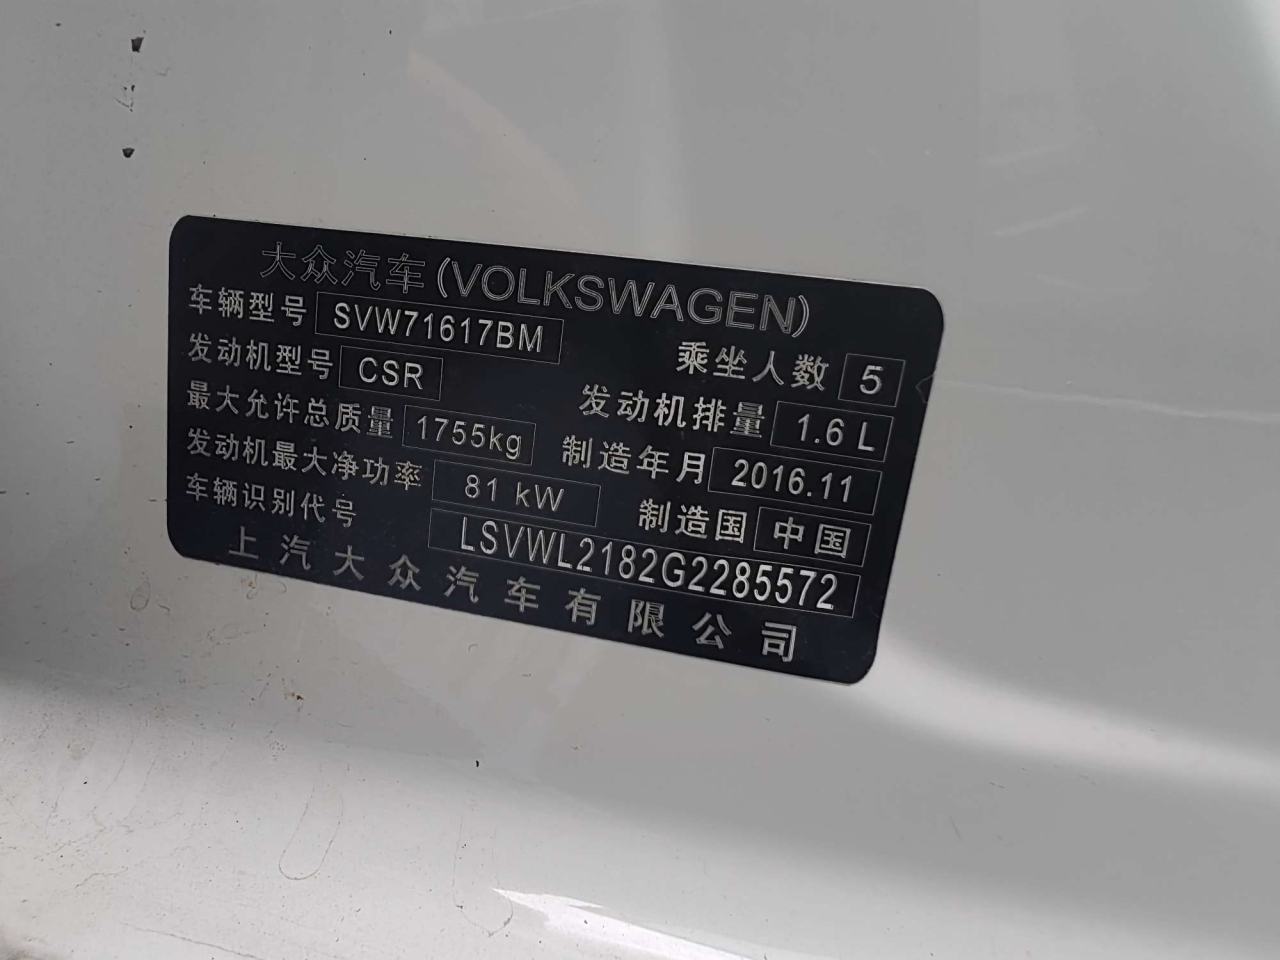 大众汽车(VOLKSWAGEN)
车辆型号 SVW71617BM 乘坐人数 5
发动机型号 CSR 发动机排量 1.6 L
最大允许总质量 1755kg 制造年月 2016.11
发动机最大净功率 81 kW 制造国 中国
车辆识别代号 LSVWL2182G2285572
上汽大众汽车有限公司